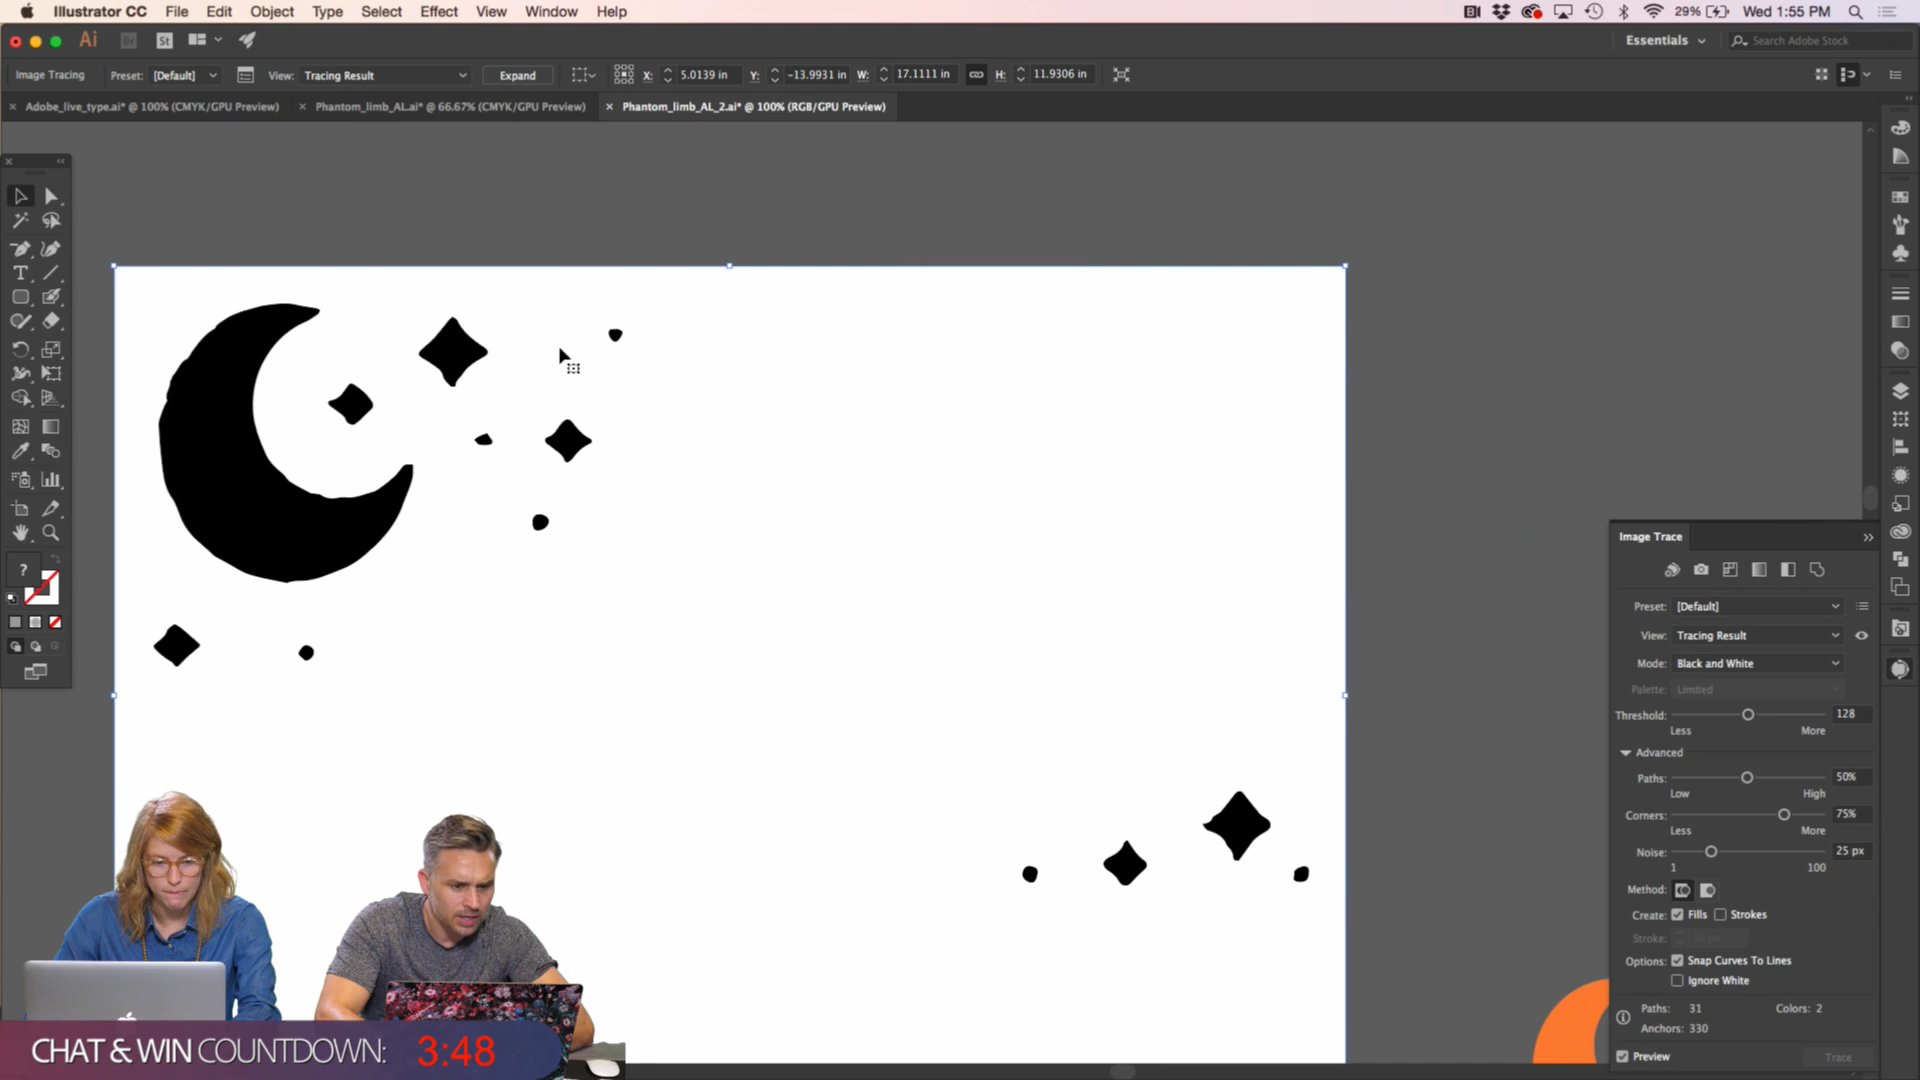 Illustrator CC File Edit Object Type Select Effect View Window Help 29% Wed 1:55 PM
Ai Br St Essentials Search Adobe Stock
Image Tracing Preset: [Default] View: Tracing Result Expand X: 5.0139 in Y: -13.9931 in W: 17.1111 in H: 11.9306 in
× Adobe_live_type.ai* @ 100% (CMYK/GPU Preview) × Phantom_limb_AL.ai* @ 66.67% (CMYK/GPU Preview) × Phantom_limb_AL_2.ai* @ 100% (RGB/GPU Preview)
T
?
Image Trace
Preset: [Default]
View: Tracing Result
Mode: Black and White
Palette: Limited
Threshold: 128
Less More
Advanced
Paths: 50%
Low High
Corners: 75%
Less More
Noise: 25 px
1 100
Method:
Create: Fills Strokes
Stroke:
Options: Snap Curves To Lines
Ignore White
Paths: 31 Colors: 2
Anchors: 330
Preview Trace
CHAT & WIN COUNTDOWN: 3:48